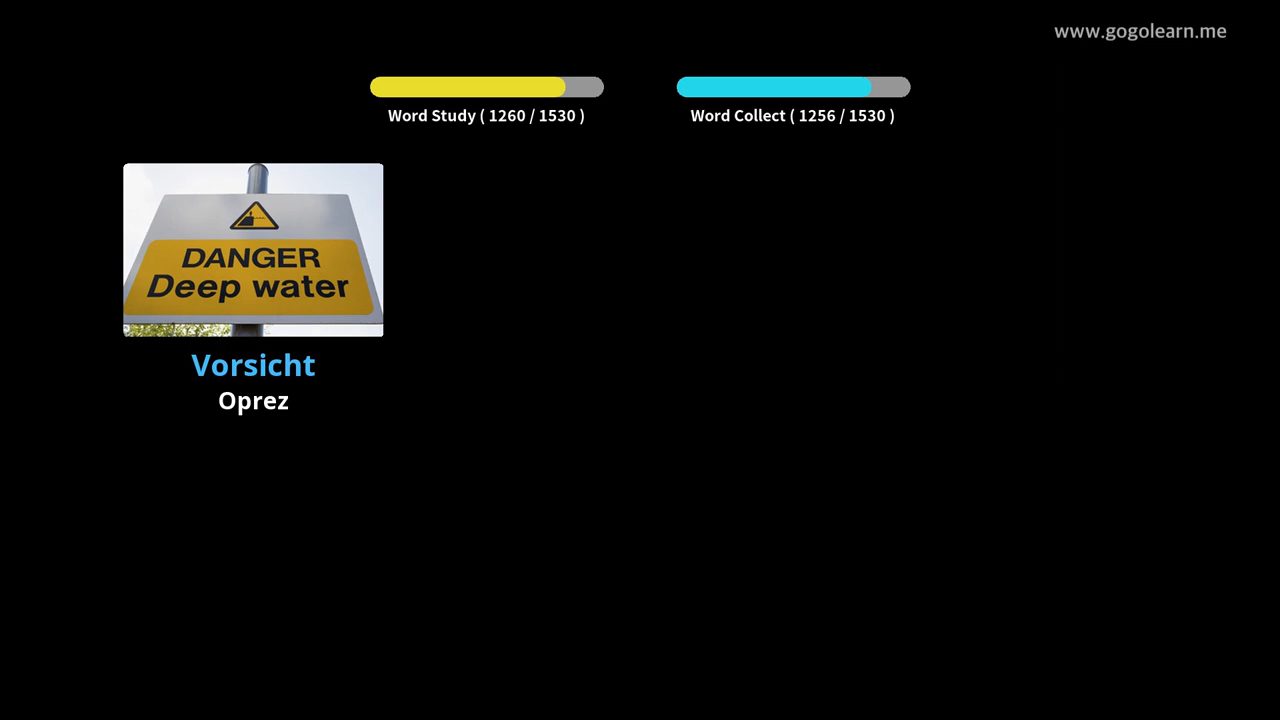 www.gogolearn.me
Word Study ( 1260 / 1530 )
Word Collect ( 1256 / 1530 )
DANGER
Deep water
Vorsicht
Oprez